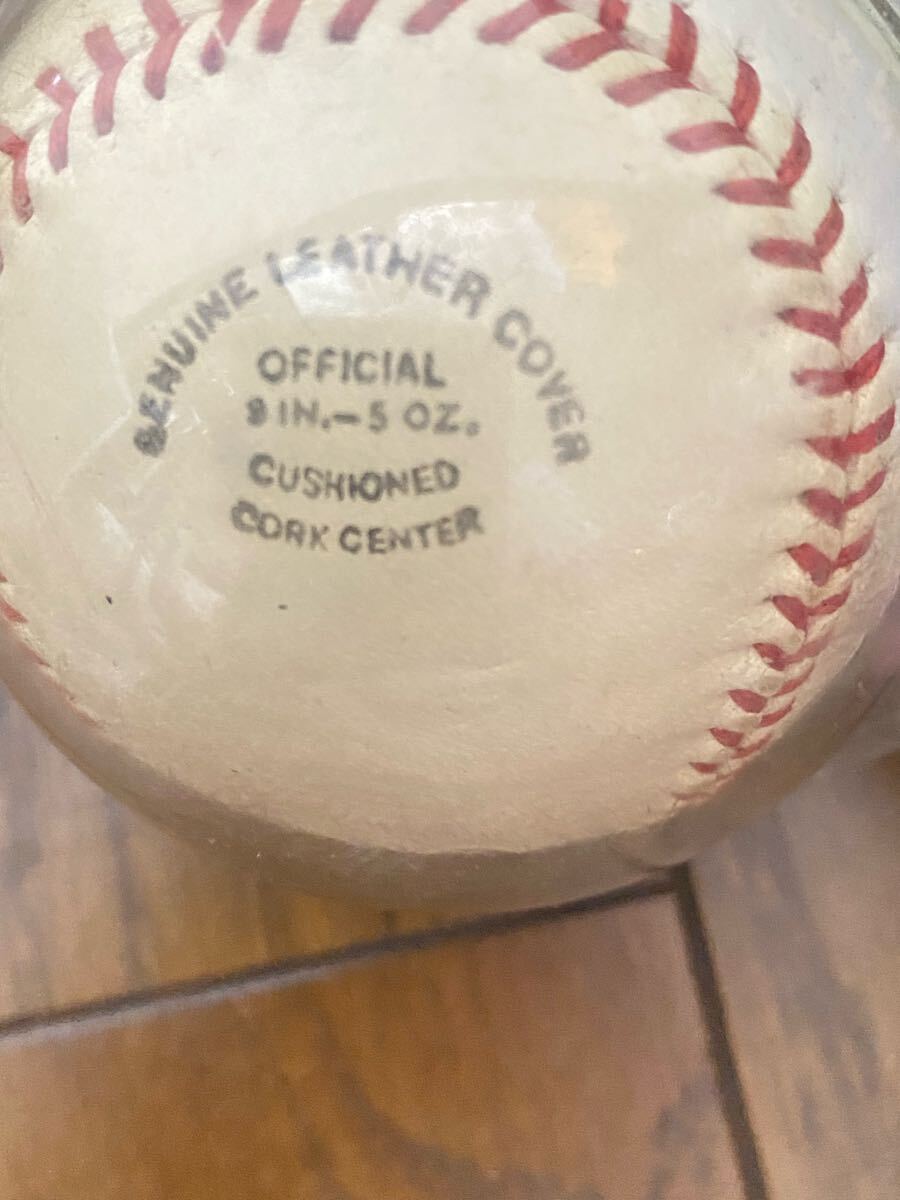 GENUINE LEATHER COVER
OFFICIAL
9 IN.-5 OZ.
CUSHIONED
CORK CENTER